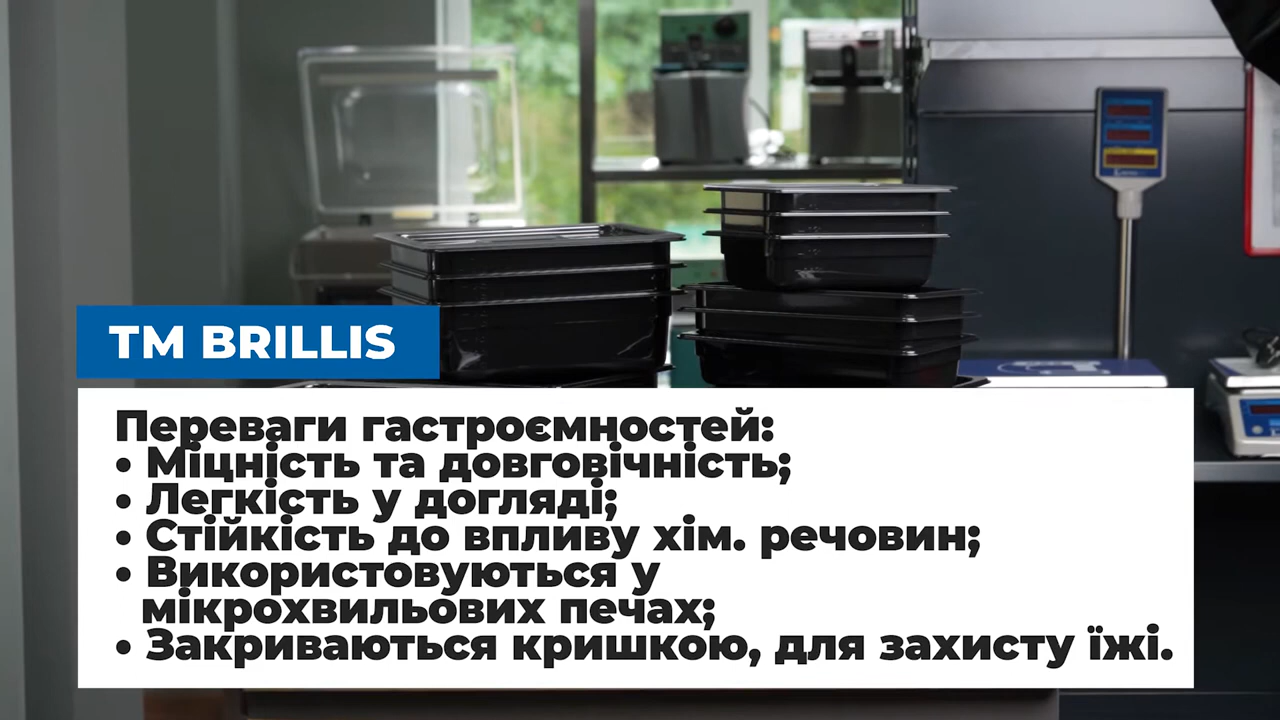 TM BRILLIS
Переваги гастроємностей:
• Міцність та довговічність;
• Легкість у догляді;
• Стійкість до впливу хім. речовин;
• Використовуються у
мікрохвильових печах;
• Закриваються кришкою, для захисту їжі.